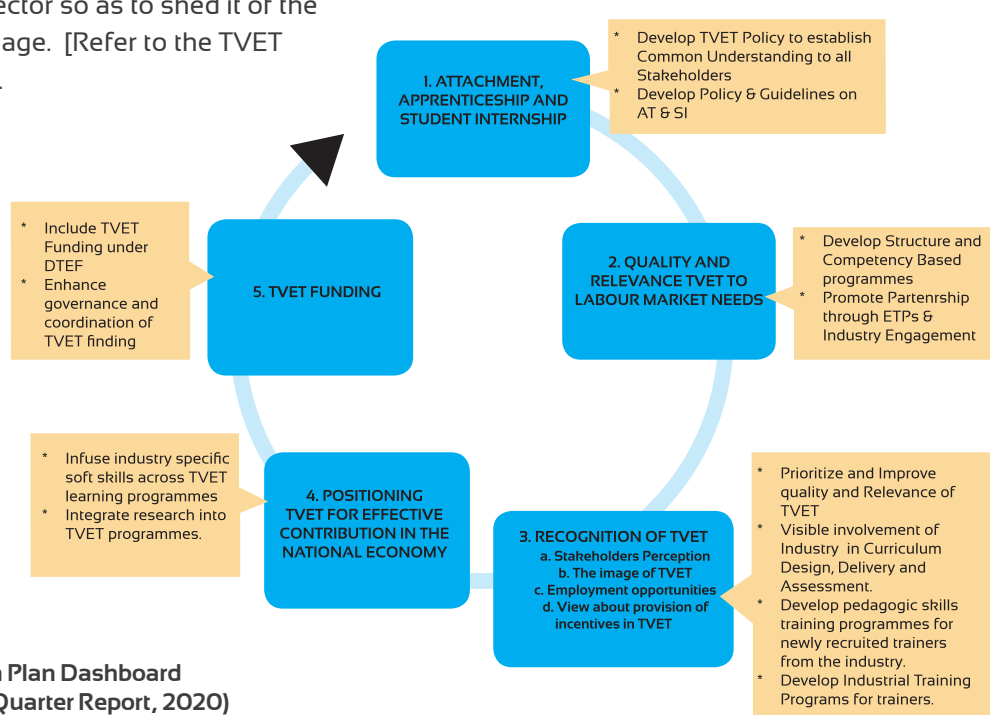 ector so as to shed it of the
age. [Refer to the TVET
.
1. ATTACHMENT,
APPRENTICESHIP AND
STUDENT INTERNSHIP
* Develop TVET Policy to establish
Common Understanding to all
Stakeholders
* Develop Policy & Guidelines on
AT & SI
2. QUALITY AND
RELEVANCE TVET TO
LABOUR MARKET NEEDS
* Develop Structure and
Competency Based
programmes
* Promote Partenrship
through ETPs &
Industry Engagement
3. RECOGNITION OF TVET
a. Stakeholders Perception
b. The image of TVET
c. Employment opportunities
d. View about provision of
incentives in TVET
* Prioritize and Improve
quality and Relevance of
TVET
* Visible involvement of
Industry in Curriculum
Design, Delivery and
Assessment.
* Develop pedagogic skills
training programmes for
newly recruited trainers
from the industry.
* Develop Industrial Training
Programs for trainers.
4. POSITIONING
TVET FOR EFFECTIVE
CONTRIBUTION IN THE
NATIONAL ECONOMY
* Infuse industry specific
soft skills across TVET
learning programmes
* Integrate research into
TVET programmes.
5. TVET FUNDING
* Include TVET
Funding under
DTEF
* Enhance
governance and
coordination of
TVET finding
n Plan Dashboard
Quarter Report, 2020)